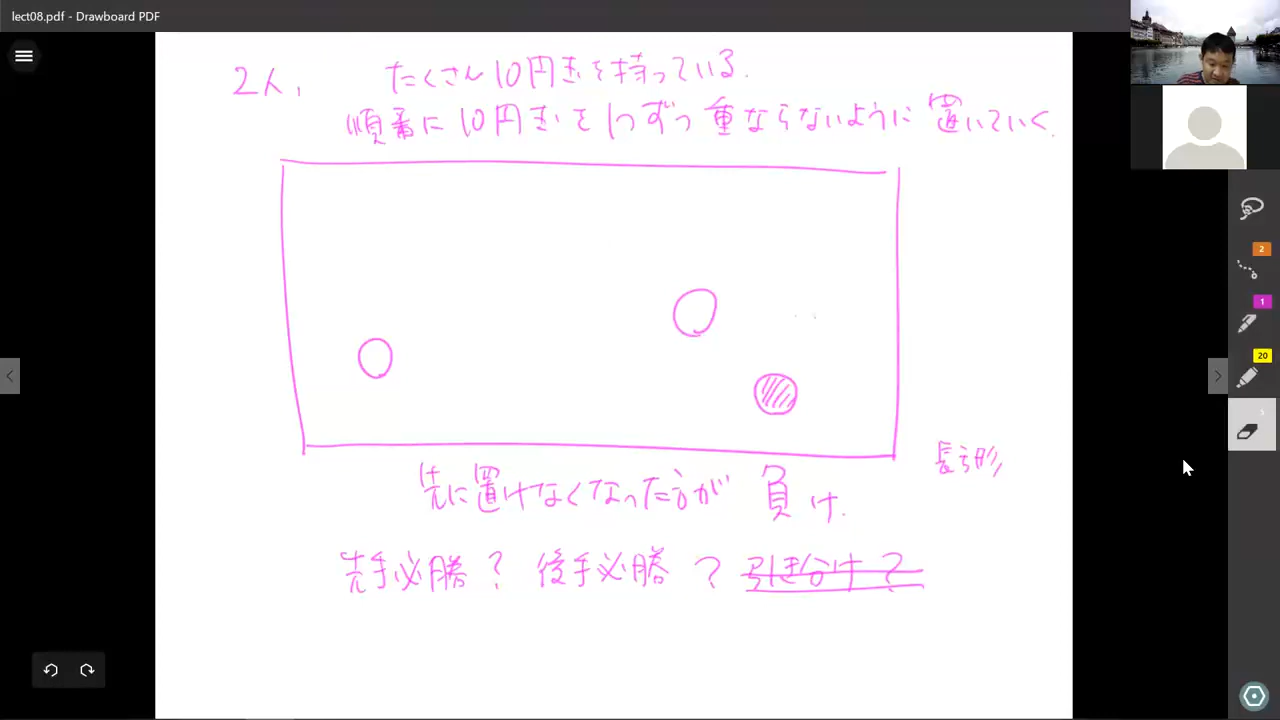 lect08.pdf - Drawboard PDF
2人、 たくさん10円玉を持っている.
順番に10円玉を1つずつ重ならないように置いていく.
長方形
先に置けなくなった方が負け.
先手必勝? 後手必勝? 引き分け?
2
1
20
5